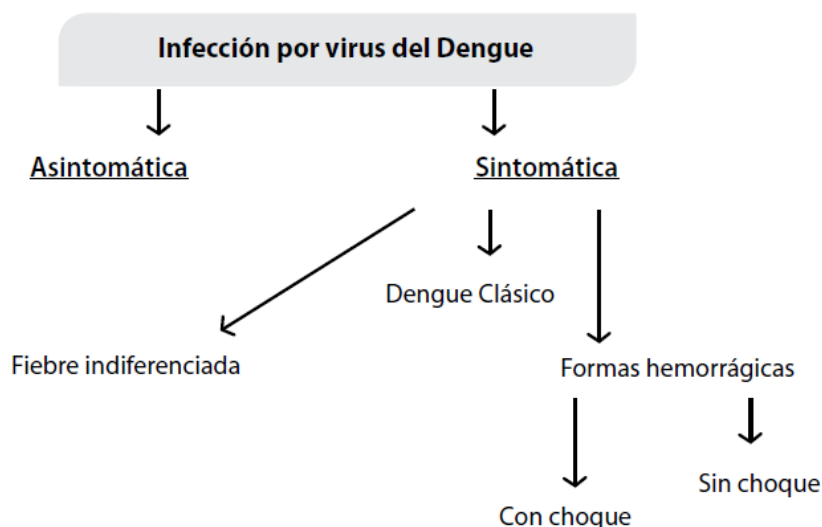 Infección por virus del Dengue
Asintomática
Sintomática
Dengue Clásico
Fiebre indiferenciada
Formas hemorrágicas
Sin choque
Con choque